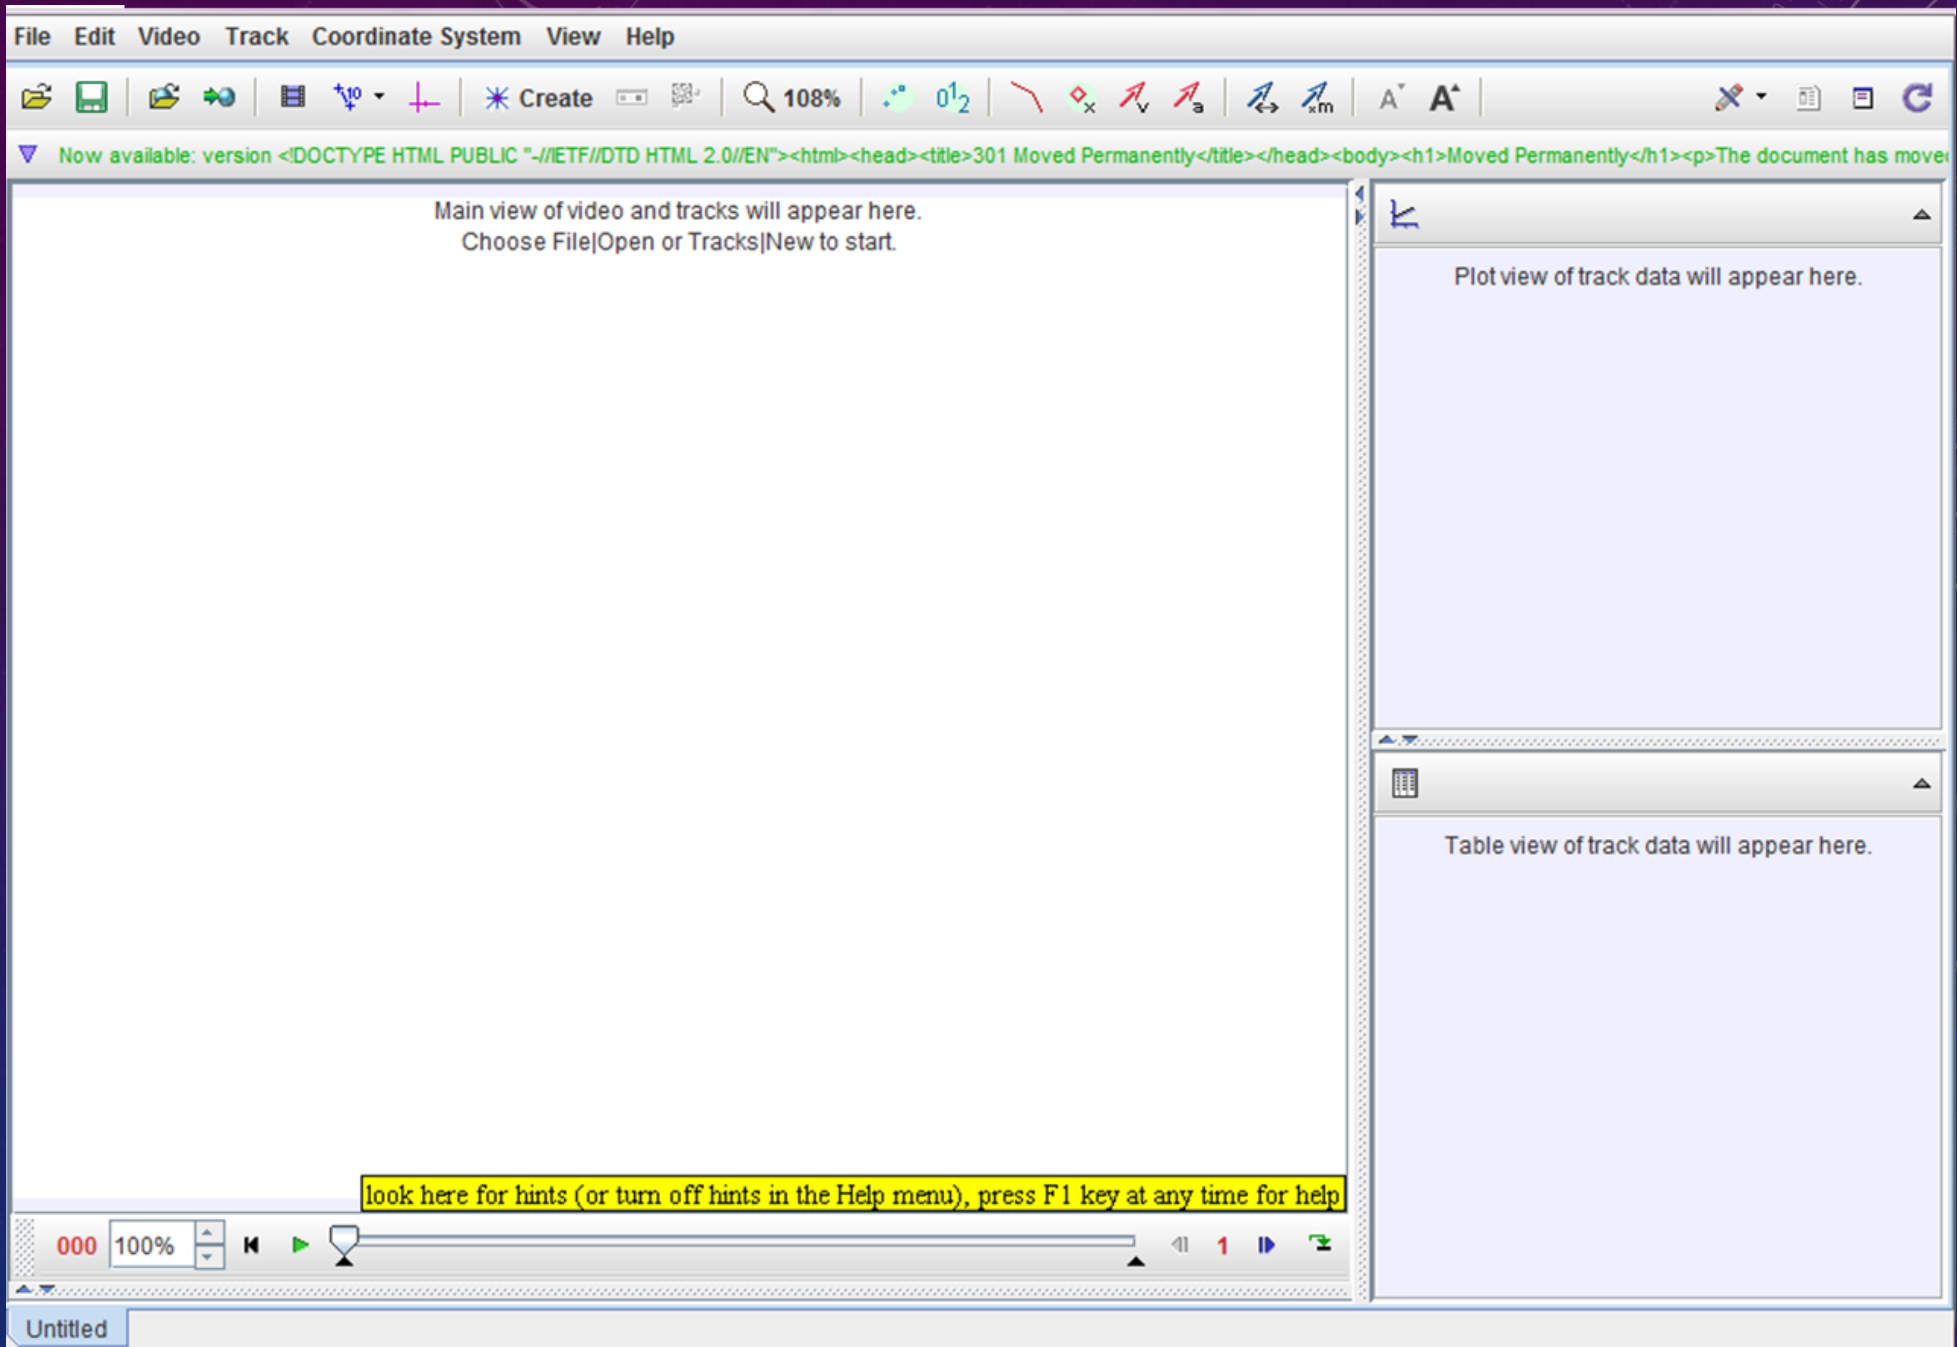 File Edit Video Track Coordinate System View Help
Create 108%
Now available: version <!DOCTYPE HTML PUBLIC "-//IETF//DTD HTML 2.0//EN"><html><head><title>301 Moved Permanently</title></head><body><h1>Moved Permanently</h1><p>The document has moved
Main view of video and tracks will appear here.
Choose File|Open or Tracks|New to start.
Plot view of track data will appear here.
Table view of track data will appear here.
look here for hints (or turn off hints in the Help menu), press F1 key at any time for help
000 100% 1
Untitled